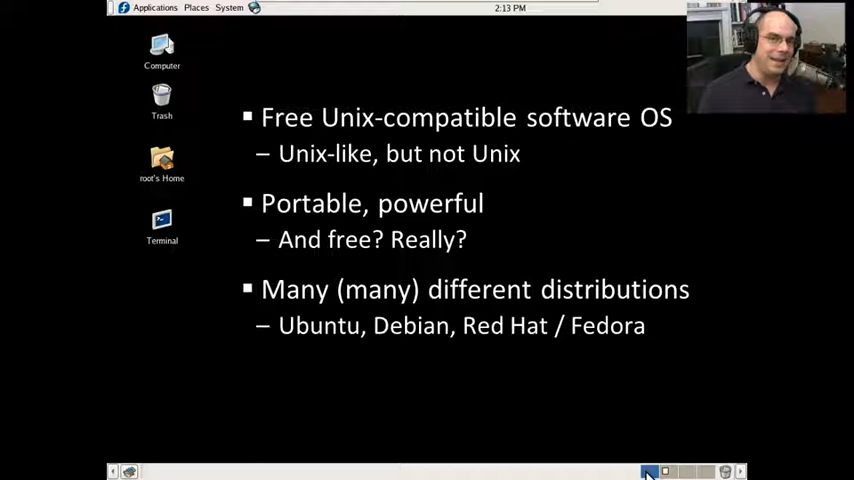 Applications Places System
2:13 PM
Computer
Trash
root's Home
Terminal
▪ Free Unix-compatible software OS
– Unix-like, but not Unix
▪ Portable, powerful
– And free? Really?
▪ Many (many) different distributions
– Ubuntu, Debian, Red Hat / Fedora